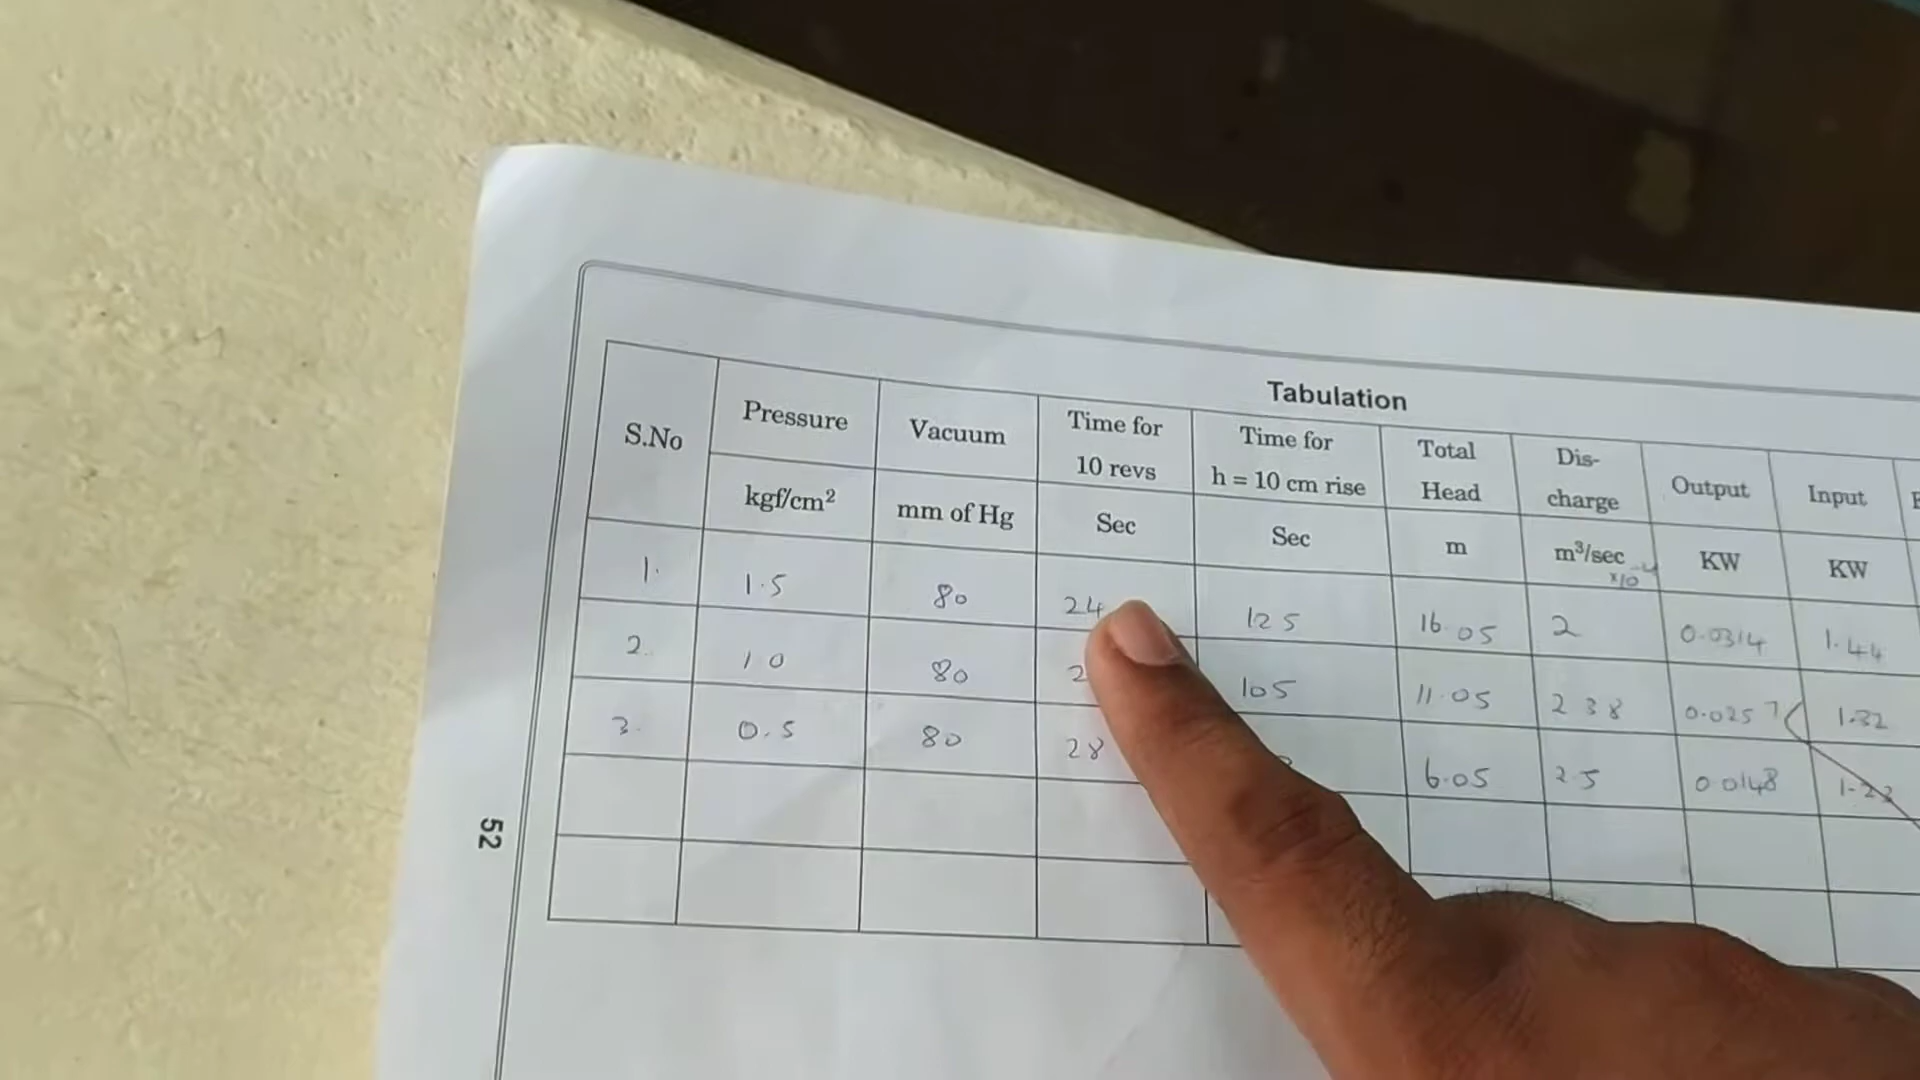 Tabulation
S.No Pressure Vacuum Time for 10 revs Time for h = 10 cm rise Total Head Dis-charge Output Input
kgf/cm² mm of Hg Sec Sec m m³/sec ×10⁻⁴ KW KW
1. 1.5 80 24 125 16.05 2 0.0314 1.44
2. 1.0 80 105 11.05 2.38 0.0257 1.32
3. 0.5 80 28 6.05 2.5 0.0148 1.23
52